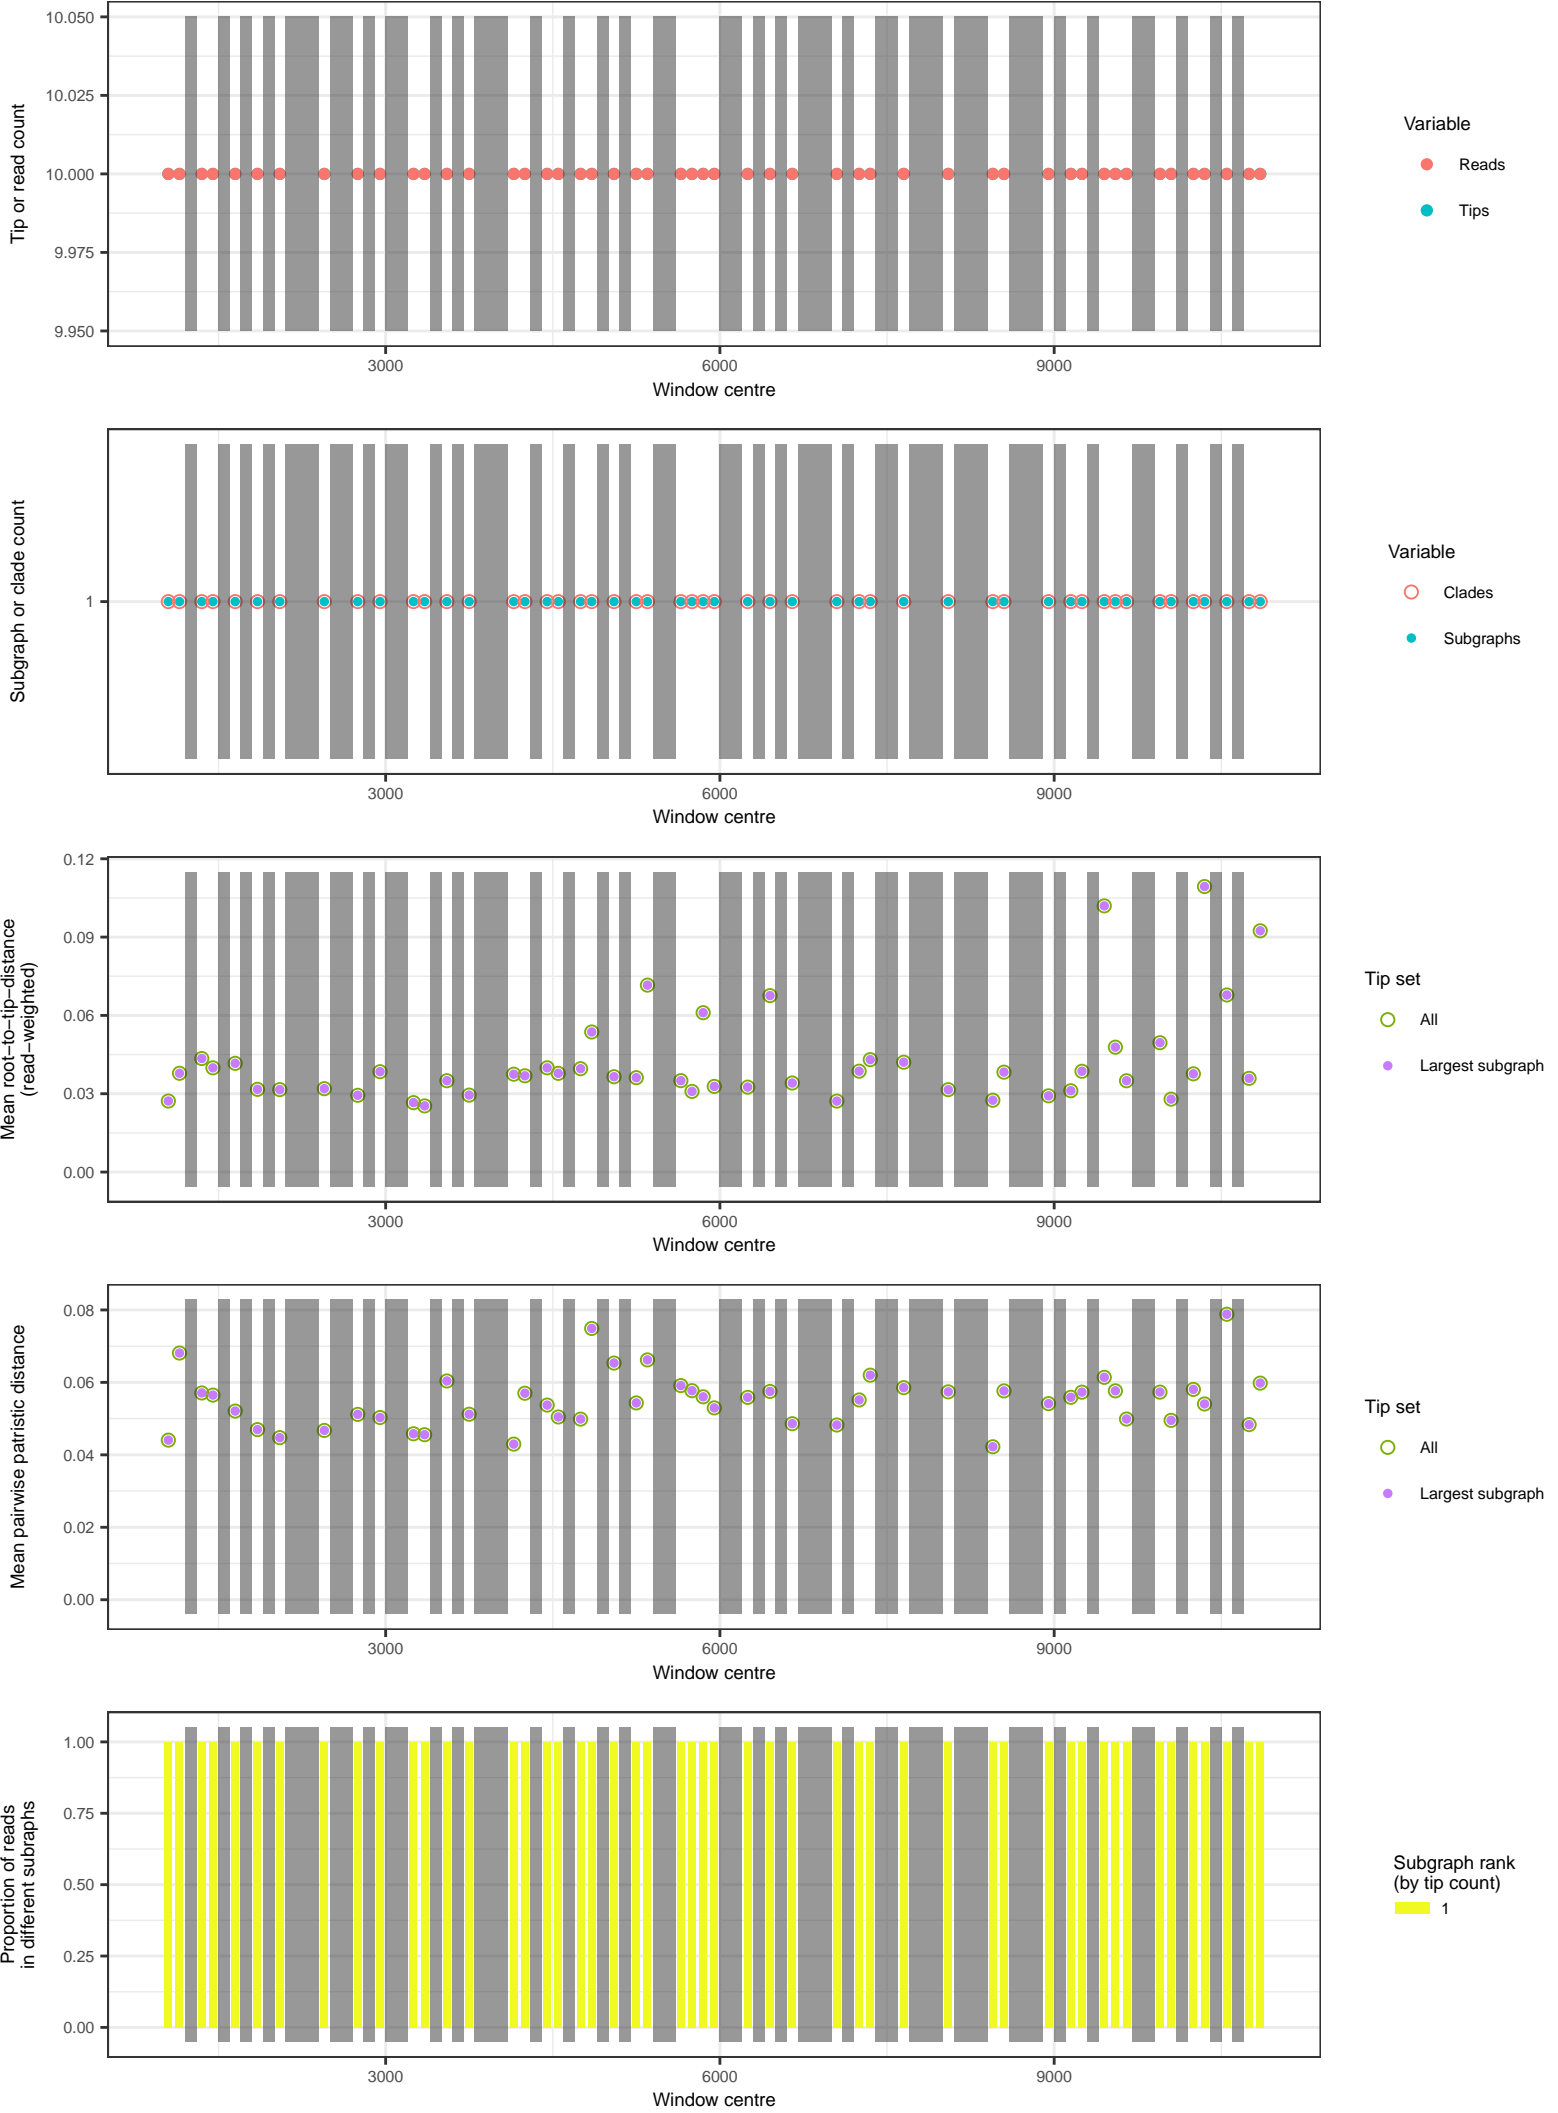 10.050
10.025
10.000
9.975
9.950
Tip or read count
3000
6000
9000
Window centre
Variable
Reads
Tips
1
Subgraph or clade count
3000
6000
9000
Window centre
Variable
Clades
Subgraphs
0.12
0.09
0.06
0.03
0.00
Mean root−to−tip−distance
(read−weighted)
3000
6000
9000
Window centre
Tip set
All
Largest subgraph
0.08
0.06
0.04
0.02
0.00
Mean pairwise patristic distance
3000
6000
9000
Window centre
Tip set
All
Largest subgraph
1.00
0.75
0.50
0.25
0.00
Proportion of reads
in different subraphs
3000
6000
9000
Window centre
Subgraph rank
(by tip count)
1